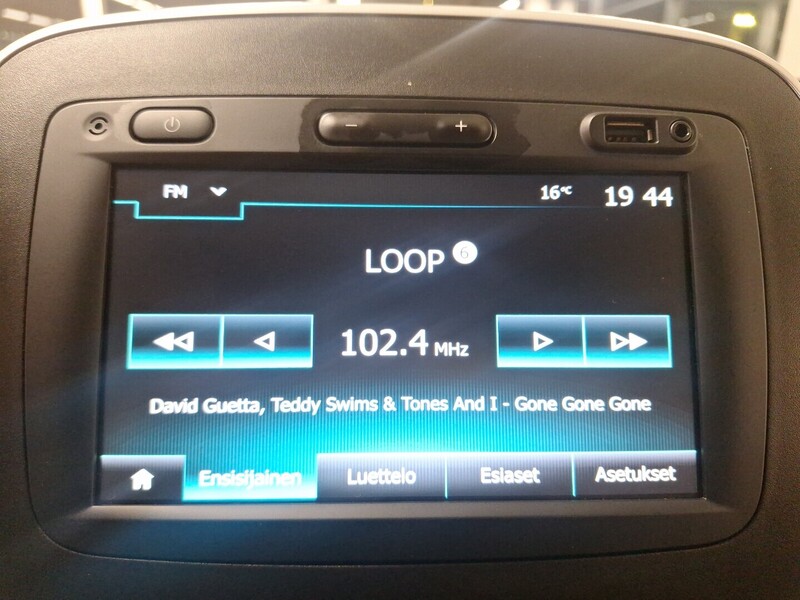 FM 16°C 19 44
LOOP 6
102.4 MHz
David Guetta, Teddy Swims & Tones And I - Gone Gone Gone
Ensisijainen Luettelo Esiaset Asetukset